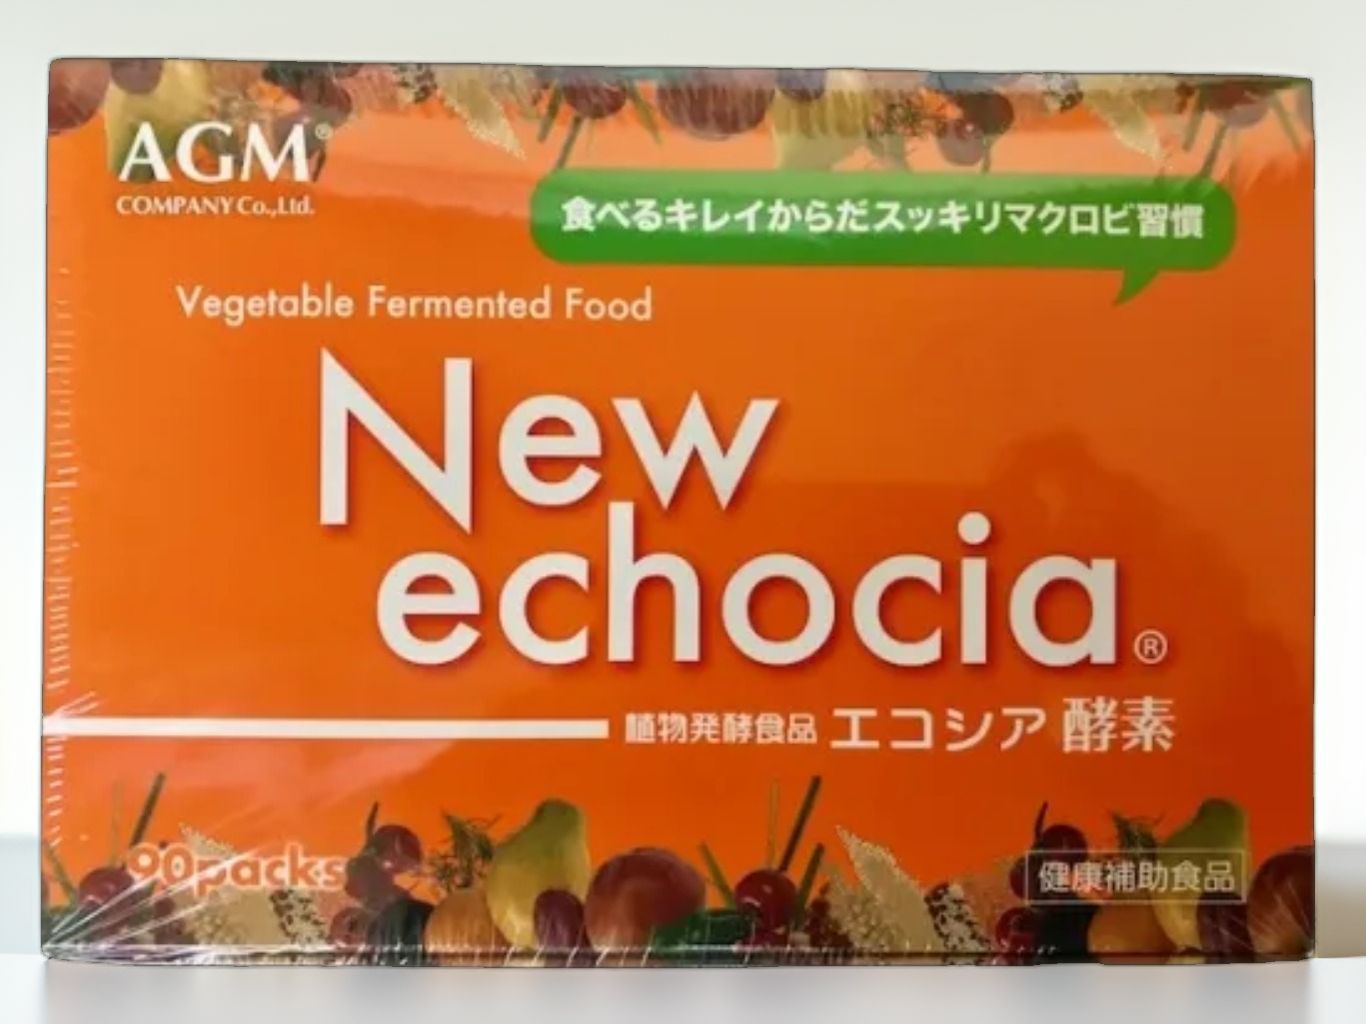 AGM®
COMPANY Co.,Ltd.
食べるキレイからだスッキリマクロビ習慣
Vegetable Fermented Food
New
echocia®
植物発酵食品 エコシア 酵素
90packs
健康補助食品